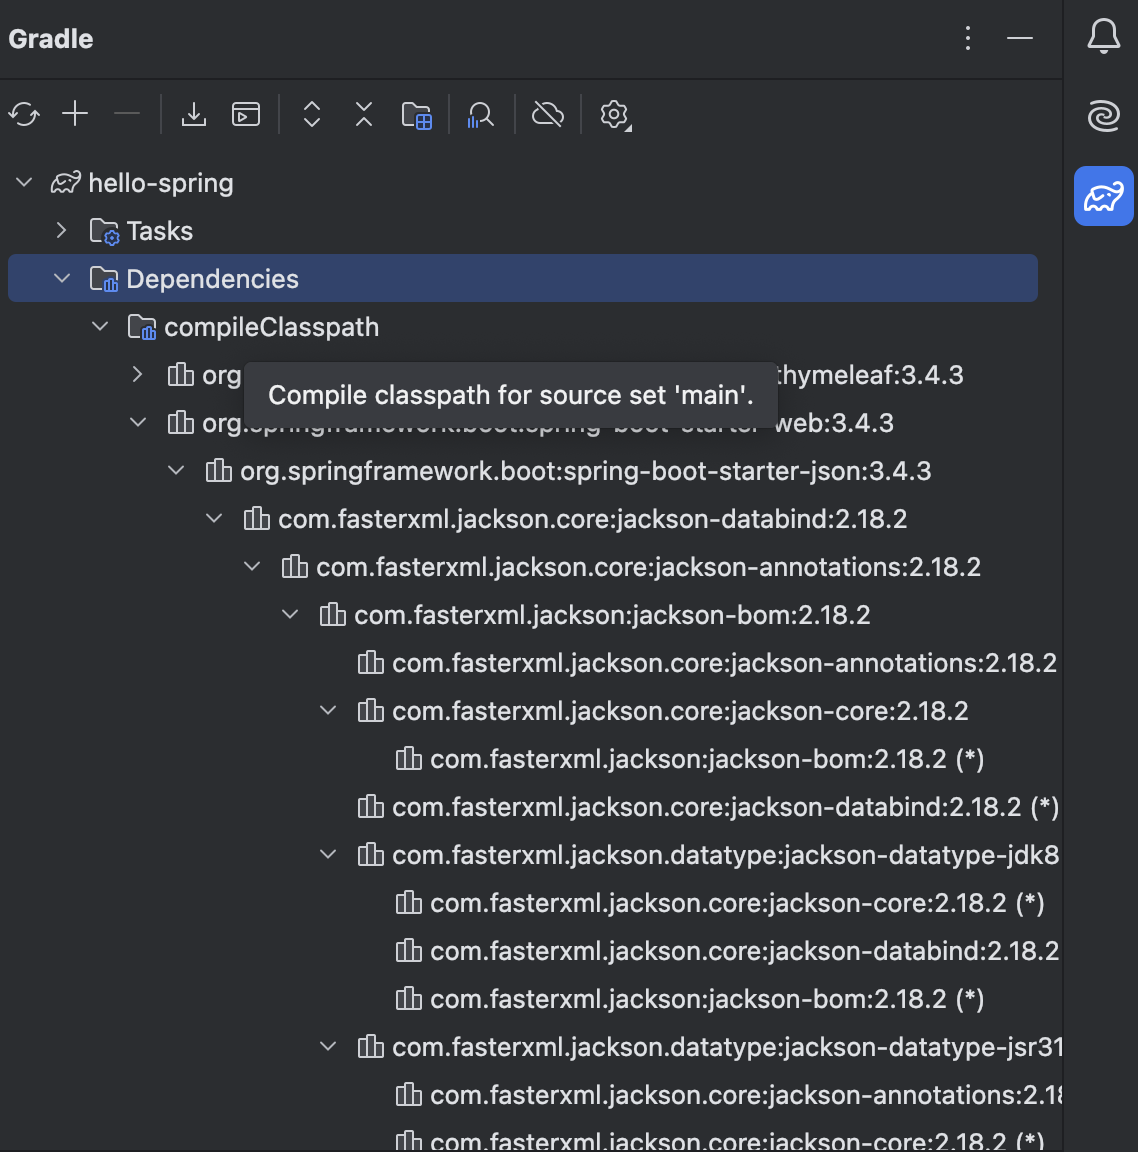 Gradle
hello-spring
Tasks
Dependencies
compileClasspath
org thymeleaf:3.4.3
Compile classpath for source set 'main'.
org.springframework.boot:spring-boot-starter-web:3.4.3
org.springframework.boot:spring-boot-starter-json:3.4.3
com.fasterxml.jackson.core:jackson-databind:2.18.2
com.fasterxml.jackson.core:jackson-annotations:2.18.2
com.fasterxml.jackson:jackson-bom:2.18.2
com.fasterxml.jackson.core:jackson-annotations:2.18.2
com.fasterxml.jackson.core:jackson-core:2.18.2
com.fasterxml.jackson:jackson-bom:2.18.2 (*)
com.fasterxml.jackson.core:jackson-databind:2.18.2 (*)
com.fasterxml.jackson.datatype:jackson-datatype-jdk8
com.fasterxml.jackson.core:jackson-core:2.18.2 (*)
com.fasterxml.jackson.core:jackson-databind:2.18.2
com.fasterxml.jackson:jackson-bom:2.18.2 (*)
com.fasterxml.jackson.datatype:jackson-datatype-jsr31
com.fasterxml.jackson.core:jackson-annotations:2.18
com.fasterxml.jackson.core:jackson-core:2.18.2 (*)